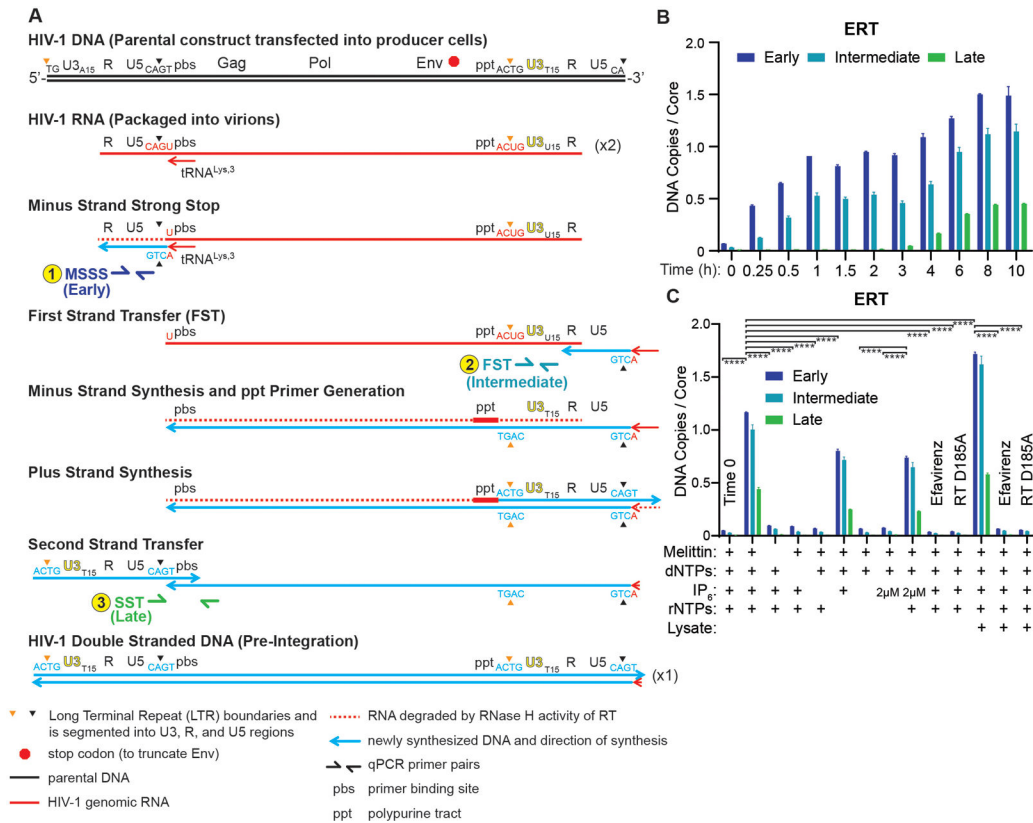 A
HIV-1 DNA (Parental construct transfected into producer cells)
TG U3A15 R U5 CAGT pbs Gag Pol Env ppt ACTG U3T15 R U5 CA
5'- -3'
HIV-1 RNA (Packaged into virions)
R U5 CAGU pbs ppt ACUG U3U15 R (x2)
tRNALys,3
Minus Strand Strong Stop
R U5 U pbs ppt ACUG U3U15 R
GTCA tRNALys,3
1 MSSS
(Early)
First Strand Transfer (FST)
U pbs ppt ACUG U3U15 R U5
GTCA
2 FST
(Intermediate)
Minus Strand Synthesis and ppt Primer Generation
pbs ppt U3T15 R U5
TGAC GTCA
Plus Strand Synthesis
pbs ppt ACTG U3T15 R U5 CAGT
TGAC GTCA
Second Strand Transfer
ACTG U3T15 R U5 CAGT pbs
TGAC GTCA
3 SST
(Late)
HIV-1 Double Stranded DNA (Pre-Integration)
ACTG U3T15 R U5 CAGT pbs ppt ACTG U3T15 R U5 CAGT
(x1)
Long Terminal Repeat (LTR) boundaries and
is segmented into U3, R, and U5 regions
stop codon (to truncate Env)
parental DNA
HIV-1 genomic RNA
RNA degraded by RNase H activity of RT
newly synthesized DNA and direction of synthesis
qPCR primer pairs
pbs primer binding site
ppt polypurine tract
B
ERT
Early Intermediate Late
DNA Copies / Core
2.0
1.5
1.0
0.5
0
Time (h): 0 0.25 0.5 1 1.5 2 3 4 6 8 10
C
ERT
**** **** **** **** **** **** **** **** **** **** **** **** ****
Early
Intermediate
Late
DNA Copies / Core
2.0
1.5
1.0
0.5
0
Time 0
Efavirenz
RT D185A
Efavirenz
RT D185A
Melittin: + + + + + + + + + + + + + +
dNTPs: + + + + + + + + + + +
IP6: + + + + + 2µM 2µM + + + + +
rNTPs: + + + + + + + + + + +
Lysate: + + +